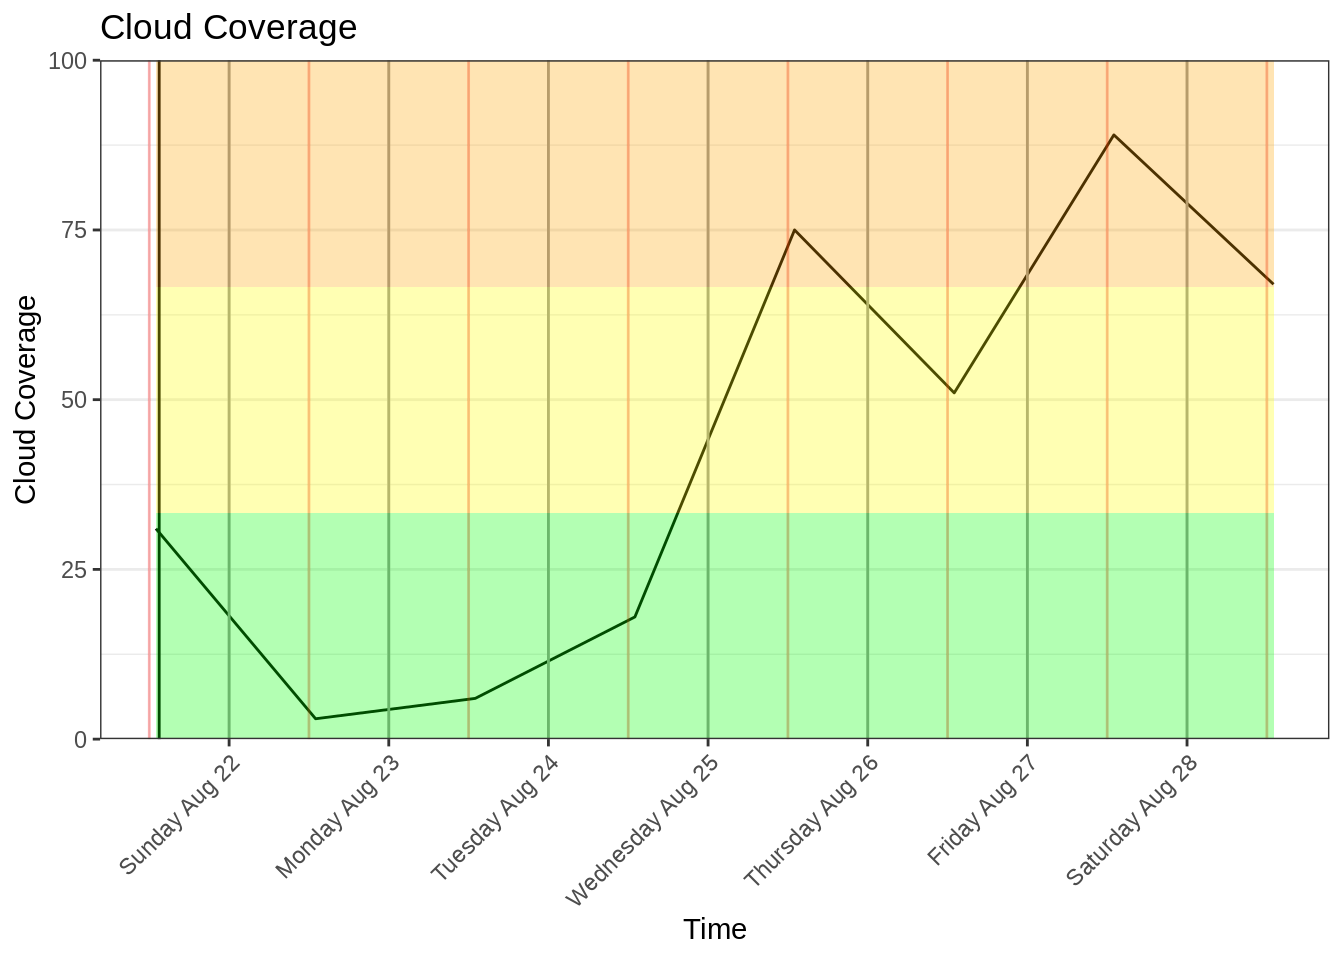 Cloud Coverage
Cloud Coverage
100
75
50
25
0
Sunday Aug 22
Monday Aug 23
Tuesday Aug 24
Wednesday Aug 25
Thursday Aug 26
Friday Aug 27
Saturday Aug 28
Time